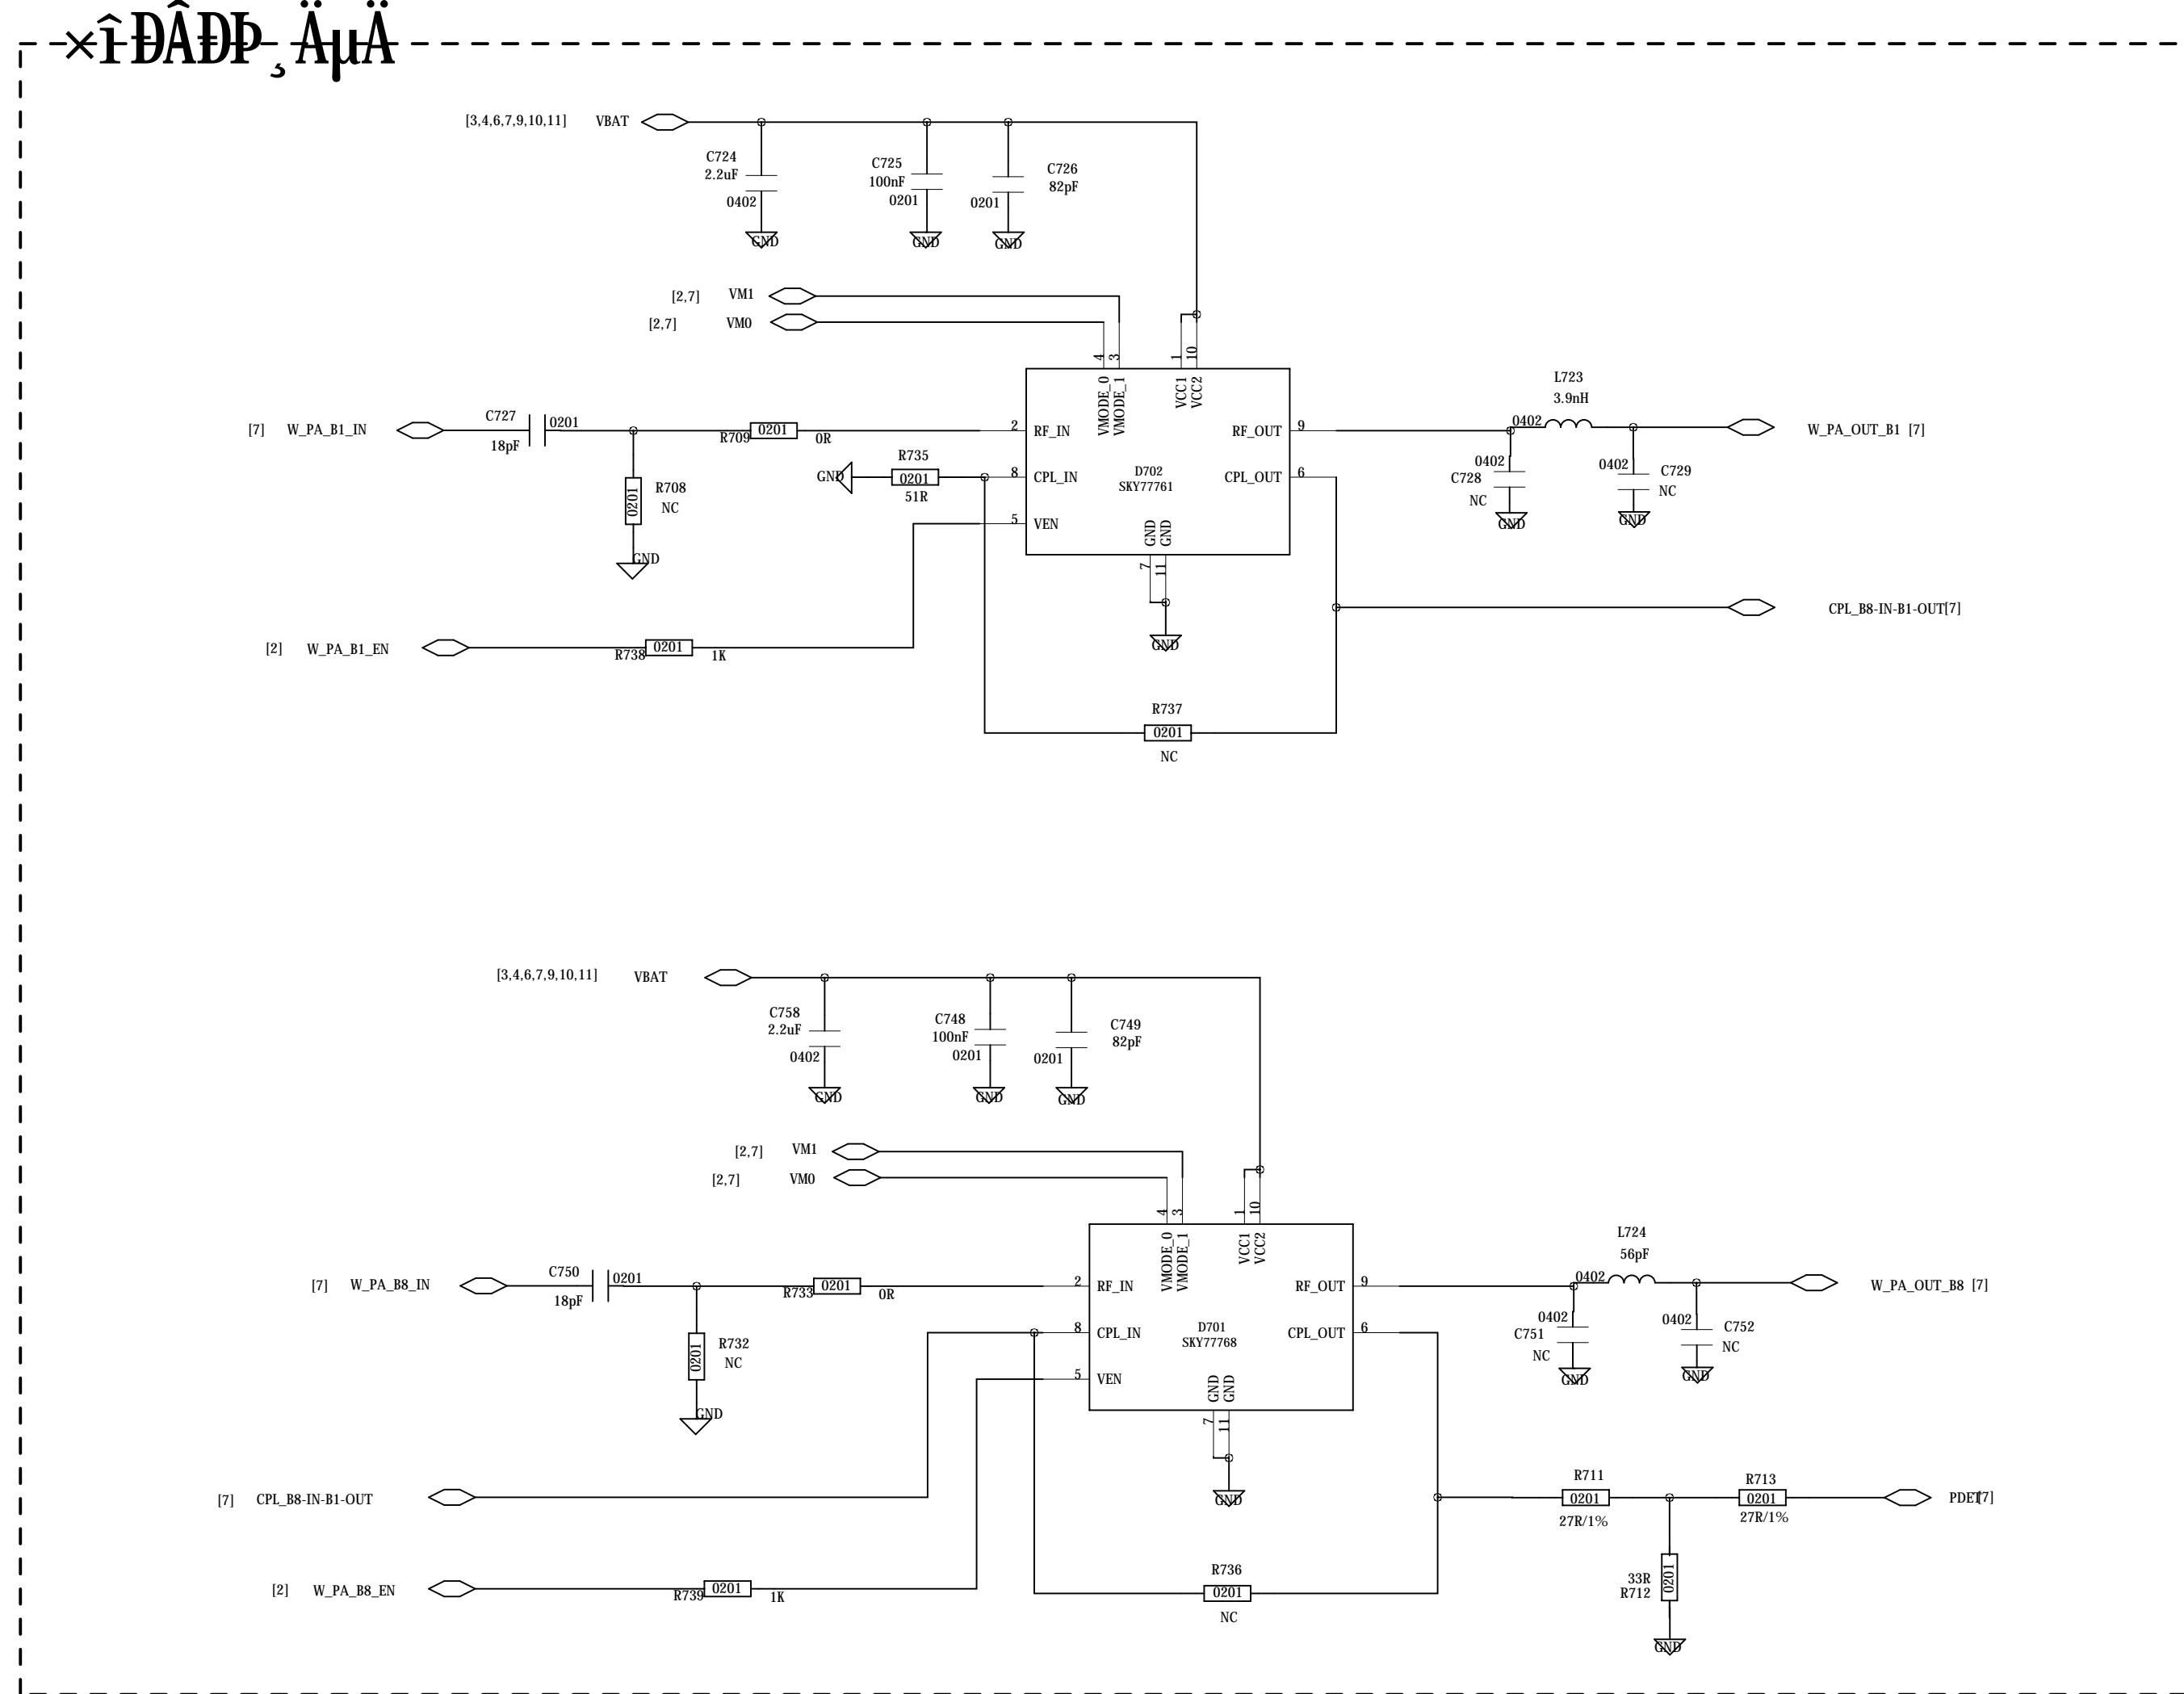 ×îÐÂÐÞ¸ÄµÄ
[3,4,6,7,9,10,11] VBAT
C724
2.2uF
0402
GND
C725
100nF
0201
GND
C726
82pF
0201
GND
[2,7] VM1
[2,7] VM0
4
3
1
10
VMODE_0
VMODE_1
VCC1
VCC2
[7] W_PA_B1_IN
C727
0201
18pF
R709
0201
0R
2
RF_IN
RF_OUT
9
R708
NC
0201
GND
GND
R735
0201
51R
8
CPL_IN
D702
SKY77761
CPL_OUT
6
5
VEN
GND
GND
7
11
GND
L723
3.9nH
0402
W_PA_OUT_B1 [7]
0402
C728
NC
GND
0402
C729
NC
GND
CPL_B8-IN-B1-OUT[7]
[2] W_PA_B1_EN
R738
0201
1K
R737
0201
NC
[3,4,6,7,9,10,11] VBAT
C758
2.2uF
0402
GND
C748
100nF
0201
GND
C749
82pF
0201
GND
[2,7] VM1
[2,7] VM0
4
3
1
10
VMODE_0
VMODE_1
VCC1
VCC2
[7] W_PA_B8_IN
C750
0201
18pF
R733
0201
0R
2
RF_IN
RF_OUT
9
R732
NC
0201
GND
8
CPL_IN
D701
SKY77768
CPL_OUT
6
5
VEN
GND
GND
7
11
GND
L724
56pF
0402
W_PA_OUT_B8 [7]
0402
C751
NC
GND
0402
C752
NC
GND
[7] CPL_B8-IN-B1-OUT
R711
0201
27R/1%
R713
0201
27R/1%
PDET[7]
[2] W_PA_B8_EN
R739
0201
1K
R736
0201
NC
33R
R712
0201
GND